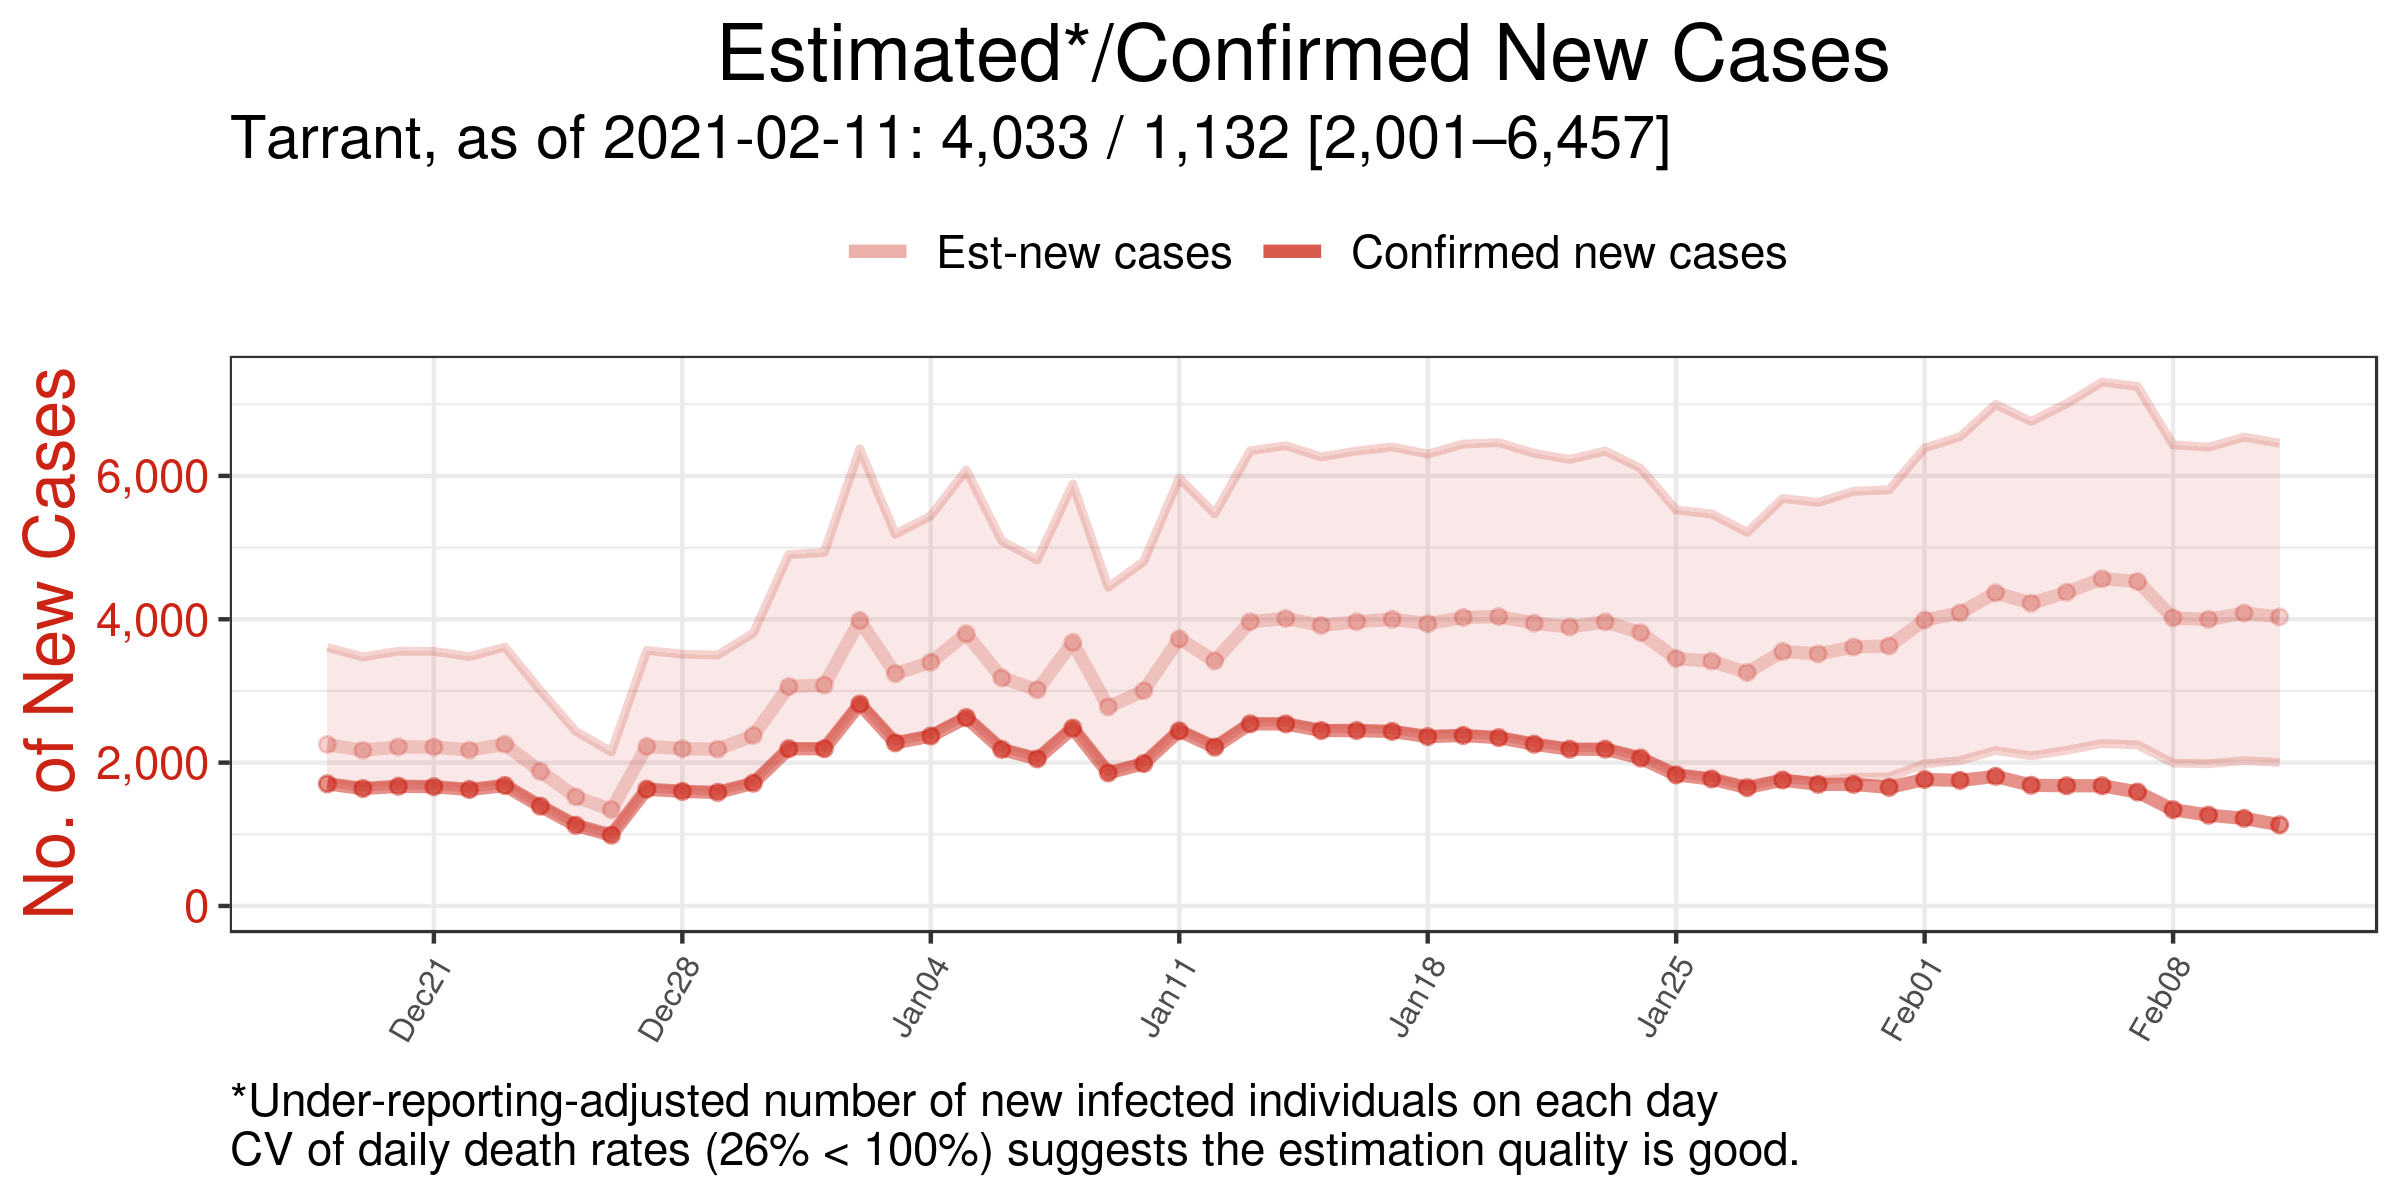 Estimated*/Confirmed New Cases
Tarrant, as of 2021-02-11: 4,033 / 1,132 [2,001–6,457]
Est-new cases
Confirmed new cases
No. of New Cases
6,000
4,000
2,000
0
Dec21
Dec28
Jan04
Jan11
Jan18
Jan25
Feb01
Feb08
*Under-reporting-adjusted number of new infected individuals on each day
CV of daily death rates (26% < 100%) suggests the estimation quality is good.